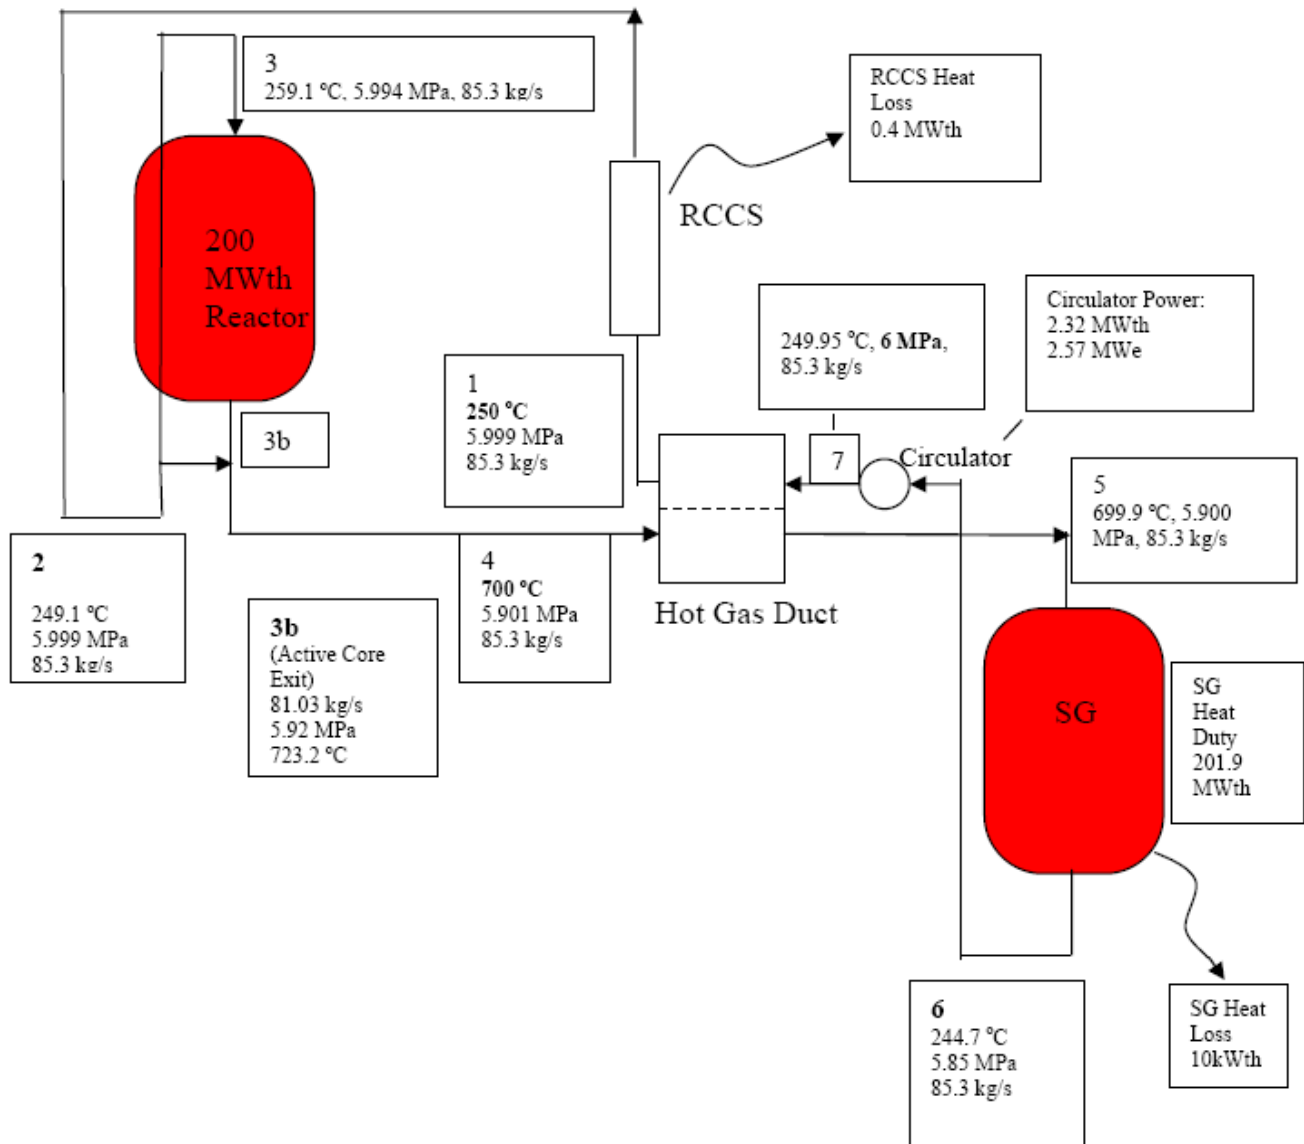 3
259.1 °C, 5.994 MPa, 85.3 kg/s
RCCS Heat
Loss
0.4 MWth
RCCS
200
MWth
Reactor
Circulator Power:
2.32 MWth
2.57 MWe
249.95 °C, 6 MPa,
85.3 kg/s
1
250 °C
5.999 MPa
85.3 kg/s
3b
7
Circulator
5
699.9 °C, 5.900
MPa, 85.3 kg/s
2
249.1 °C
5.999 MPa
85.3 kg/s
4
700 °C
5.901 MPa
85.3 kg/s
Hot Gas Duct
3b
(Active Core
Exit)
81.03 kg/s
5.92 MPa
723.2 °C
SG
SG
Heat
Duty
201.9
MWth
6
244.7 °C
5.85 MPa
85.3 kg/s
SG Heat
Loss
10kWth